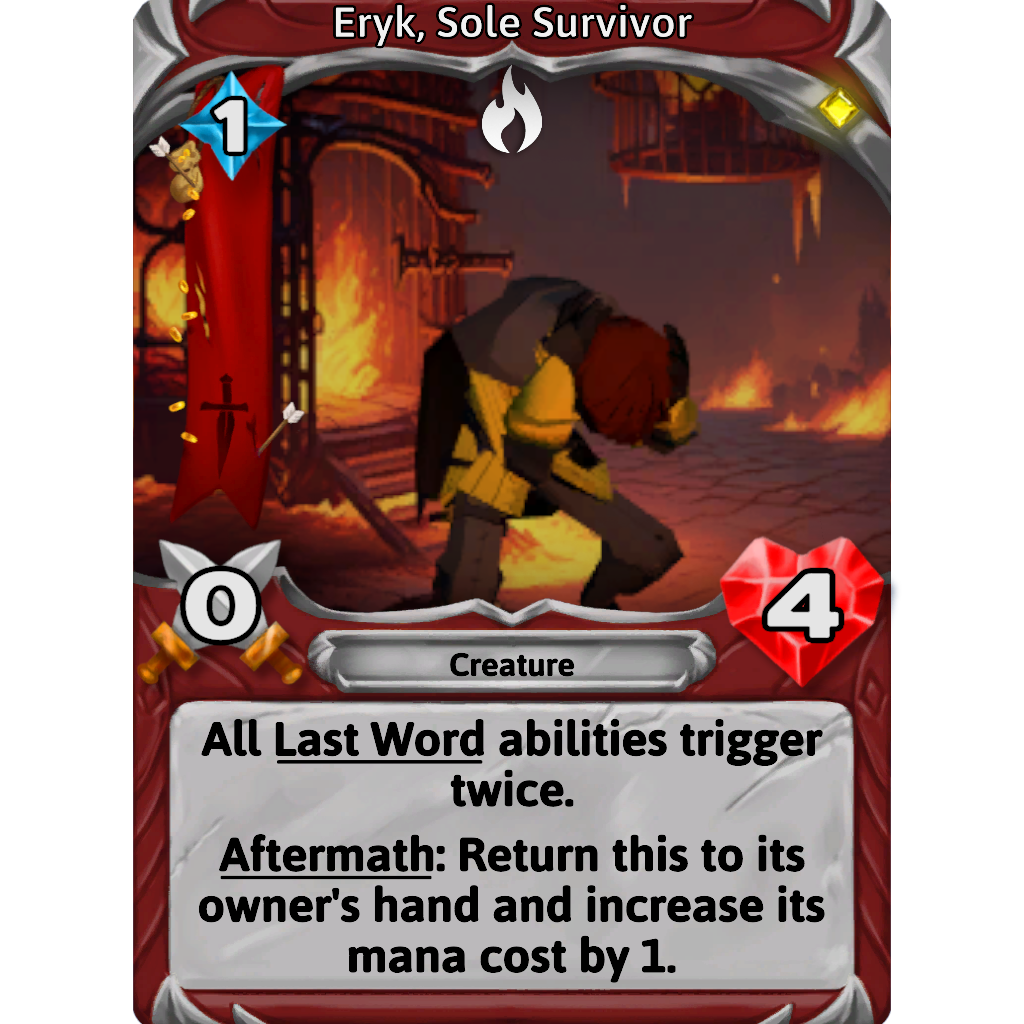 Eryk, Sole Survivor
1
0
4
Creature
All Last Word abilities trigger
twice.
Aftermath: Return this to its
owner's hand and increase its
mana cost by 1.